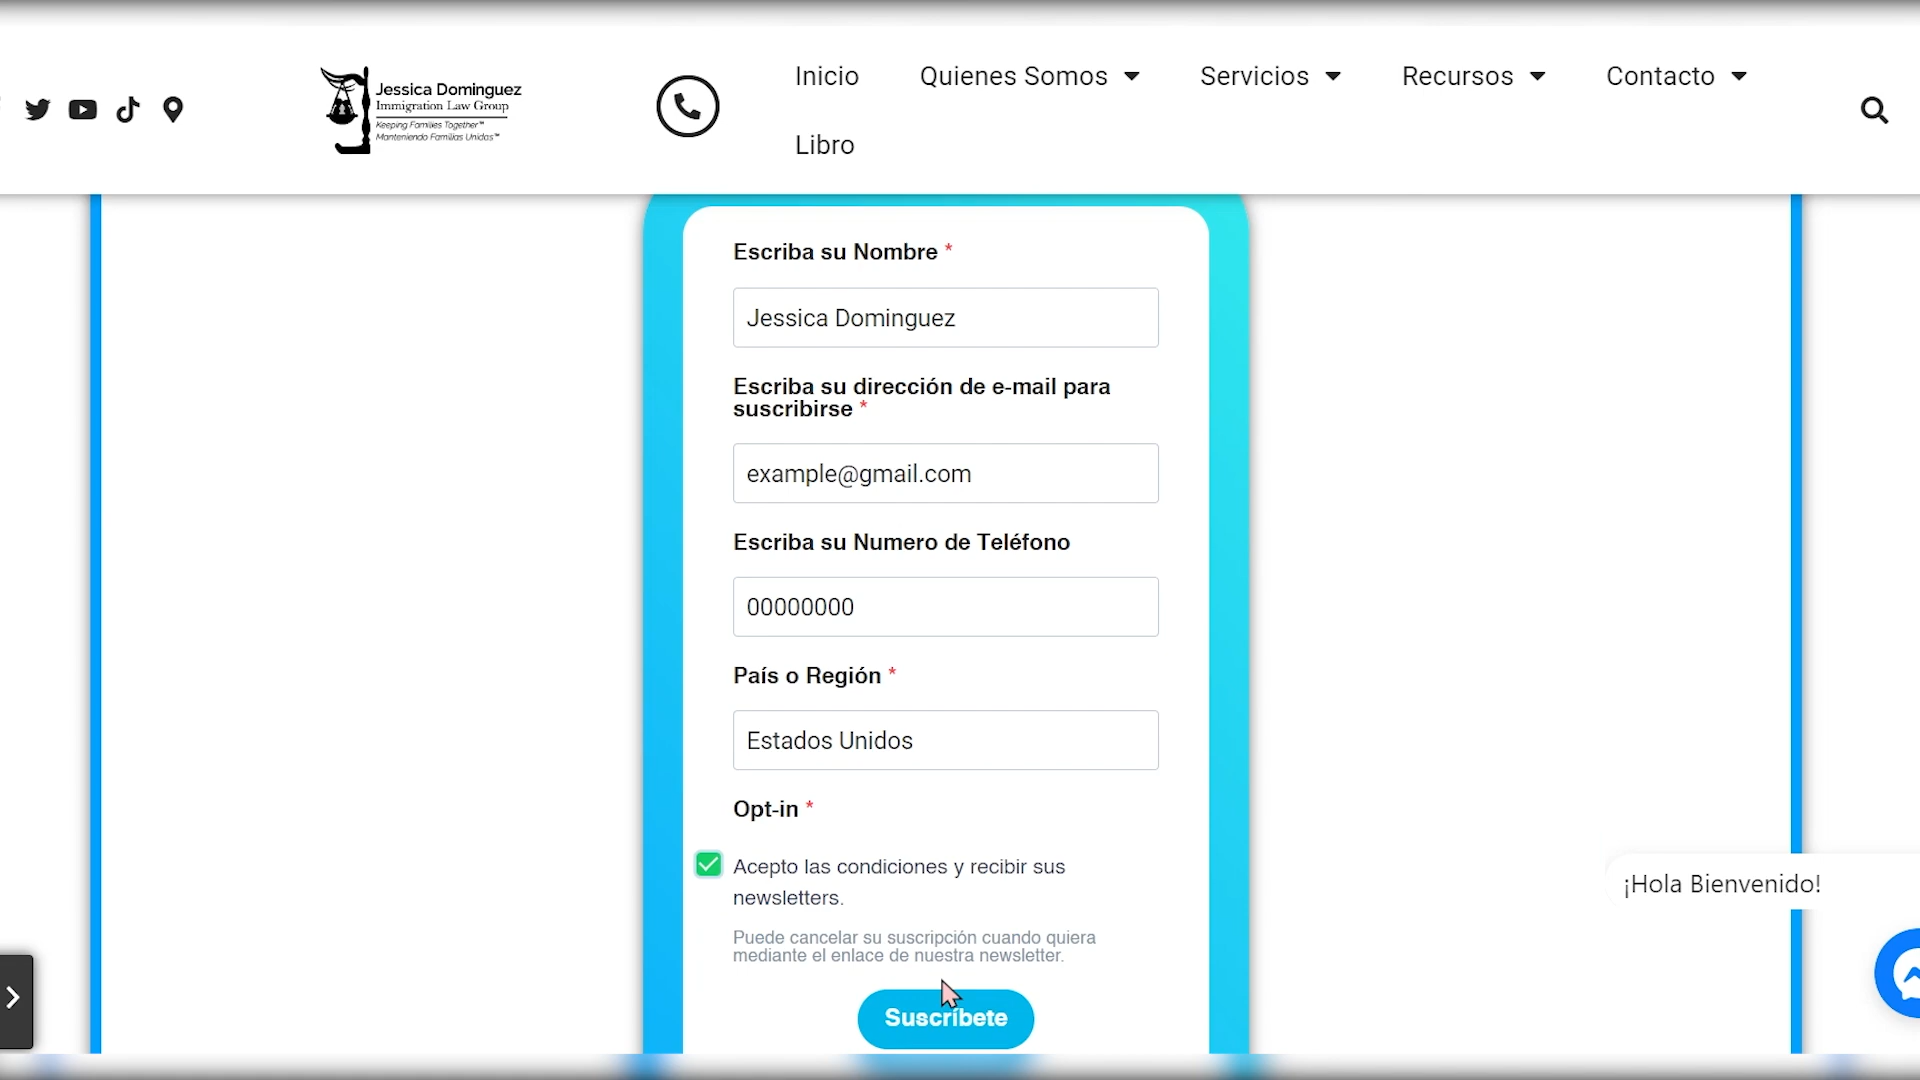 Jessica Dominguez
Immigration Law Group
Keeping Families Together™
Manteniendo Familias Unidas™
Inicio
Quienes Somos
Servicios
Recursos
Contacto
Libro
Escriba su Nombre *
Jessica Dominguez
Escriba su dirección de e-mail para
suscribirse *
example@gmail.com
Escriba su Numero de Teléfono
00000000
País o Región *
Estados Unidos
Opt-in *
Acepto las condiciones y recibir sus
newsletters.
Puede cancelar su suscripción cuando quiera
mediante el enlace de nuestra newsletter.
Suscríbete
¡Hola Bienvenido!